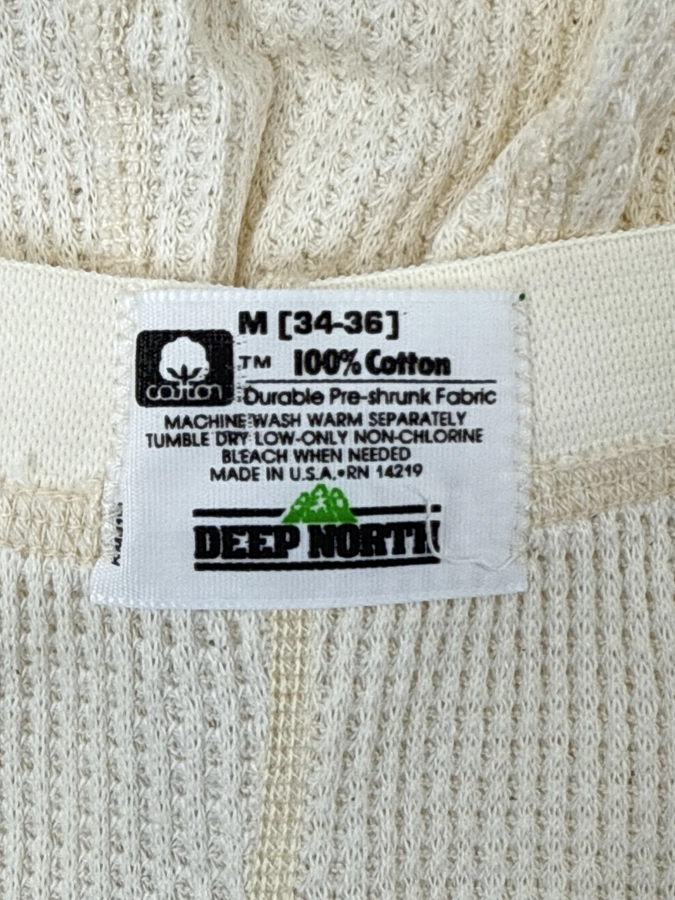 M [34-36]
cotton
TM 100% Cotton
Durable Pre-shrunk Fabric
MACHINE WASH WARM SEPARATELY
TUMBLE DRY LOW-ONLY NON-CHLORINE
BLEACH WHEN NEEDED
MADE IN U.S.A.•RN 14219
DEEP NORTH